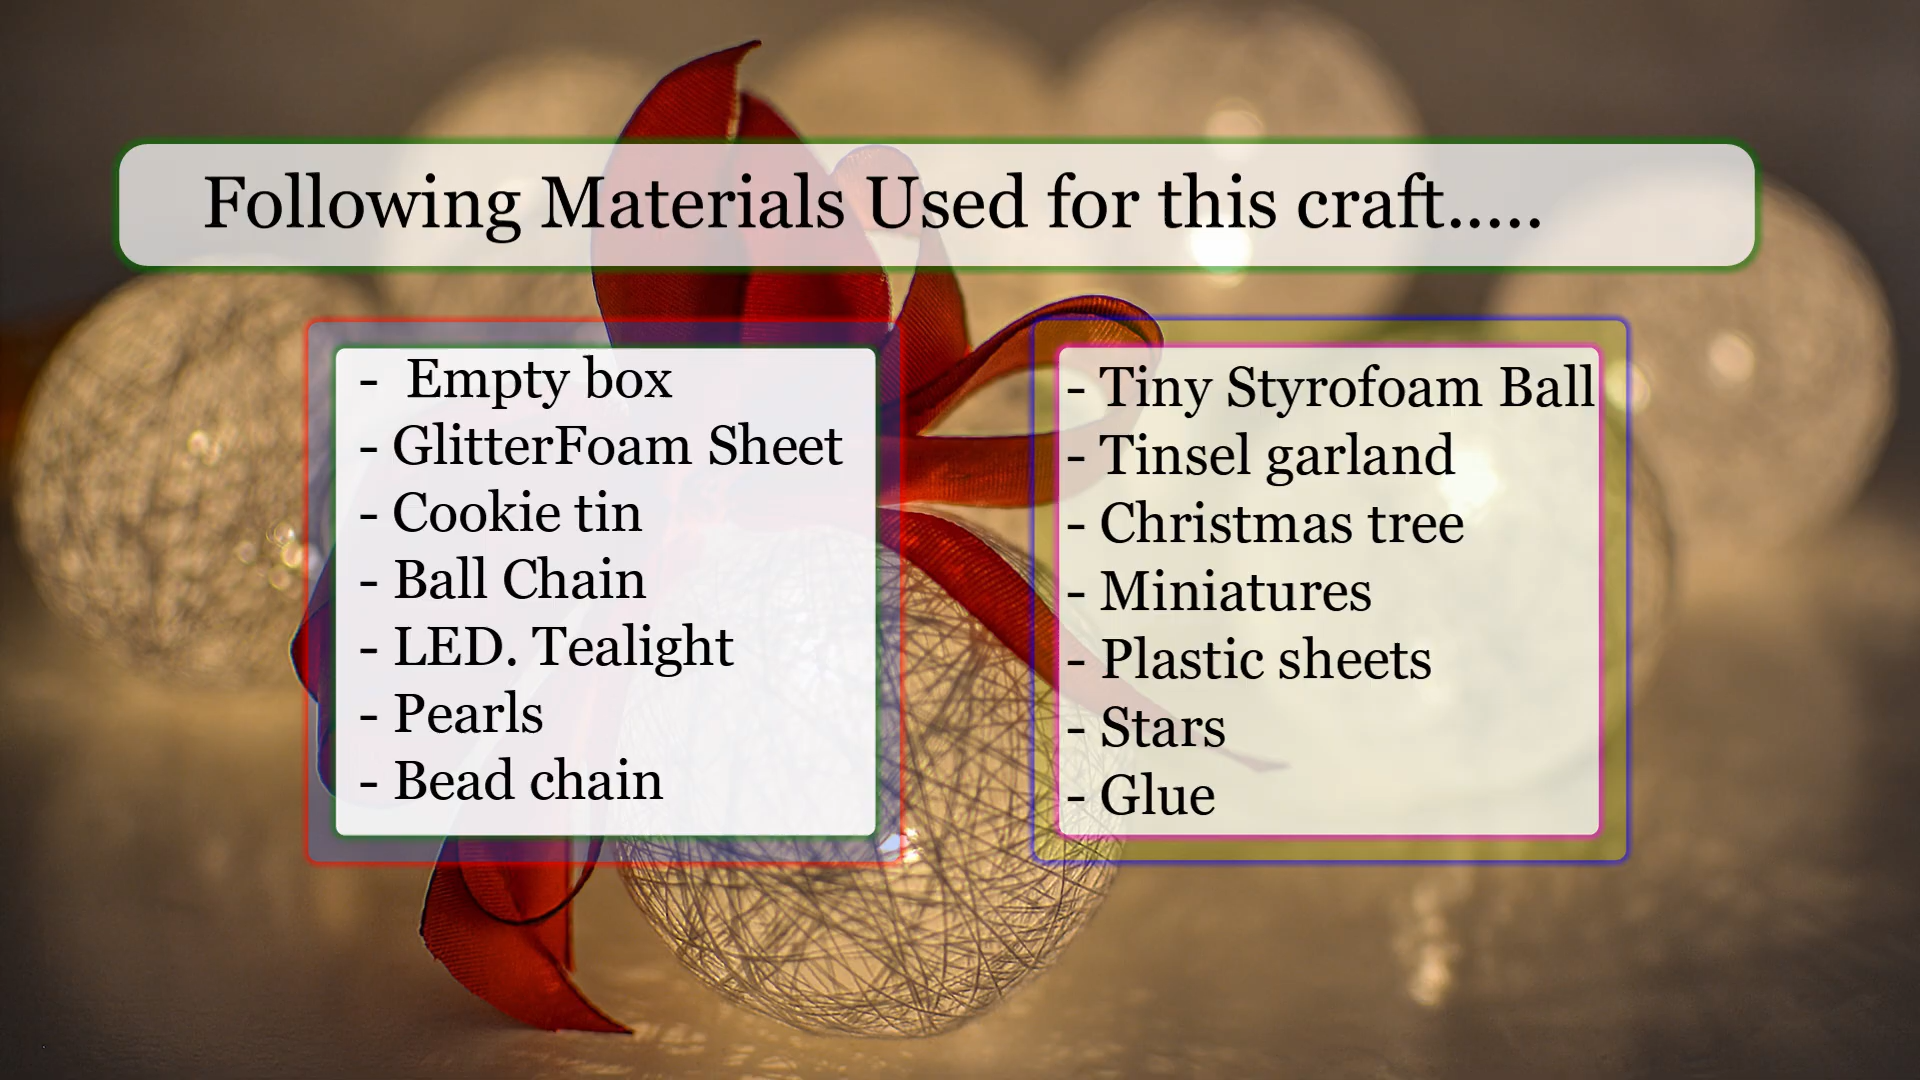 Following Materials Used for this craft.....
-  Empty box
- GlitterFoam Sheet
- Cookie tin
- Ball Chain
- LED. Tealight
- Pearls
- Bead chain
- Tiny Styrofoam Ball
- Tinsel garland
- Christmas tree
- Miniatures
- Plastic sheets
- Stars
- Glue